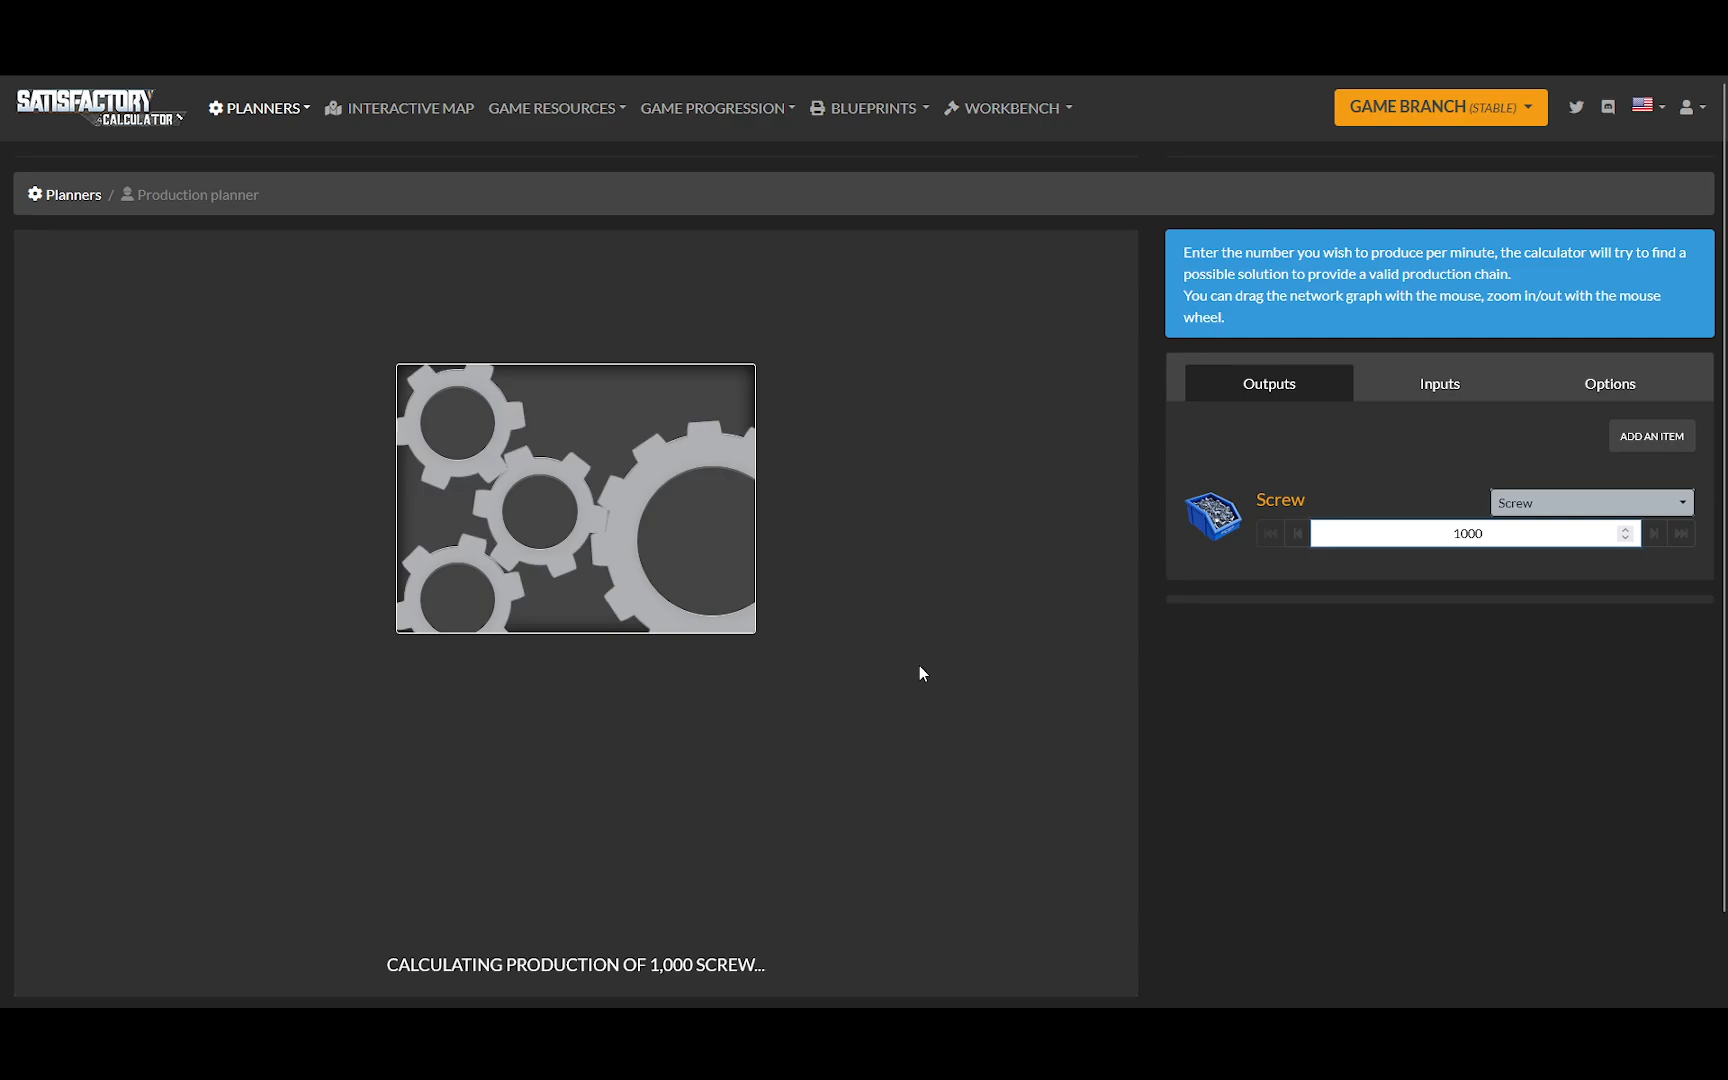 SATISFACTORY
CALCULATOR
PLANNERS INTERACTIVE MAP GAME RESOURCES GAME PROGRESSION BLUEPRINTS WORKBENCH GAME BRANCH (STABLE)
Planners / Production planner
Enter the number you wish to produce per minute, the calculator will try to find a
possible solution to provide a valid production chain.
You can drag the network graph with the mouse, zoom in/out with the mouse
wheel.
Outputs Inputs Options
ADD AN ITEM
Screw Screw
1000
CALCULATING PRODUCTION OF 1,000 SCREW...